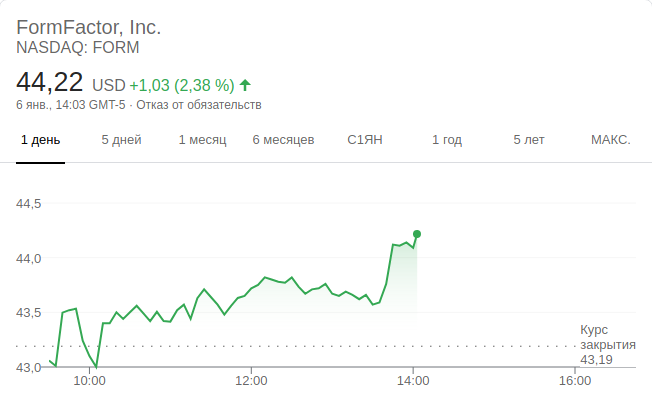 FormFactor, Inc.
NASDAQ: FORM
44,22 USD +1,03 (2,38 %)
6 янв., 14:03 GMT-5 · Отказ от обязательств
1 день 5 дней 1 месяц 6 месяцев С1ЯН 1 год 5 лет МАКС.
44,5
44,0
43,5
Курс
закрытия
43,19
43,0
10:00 12:00 14:00 16:00